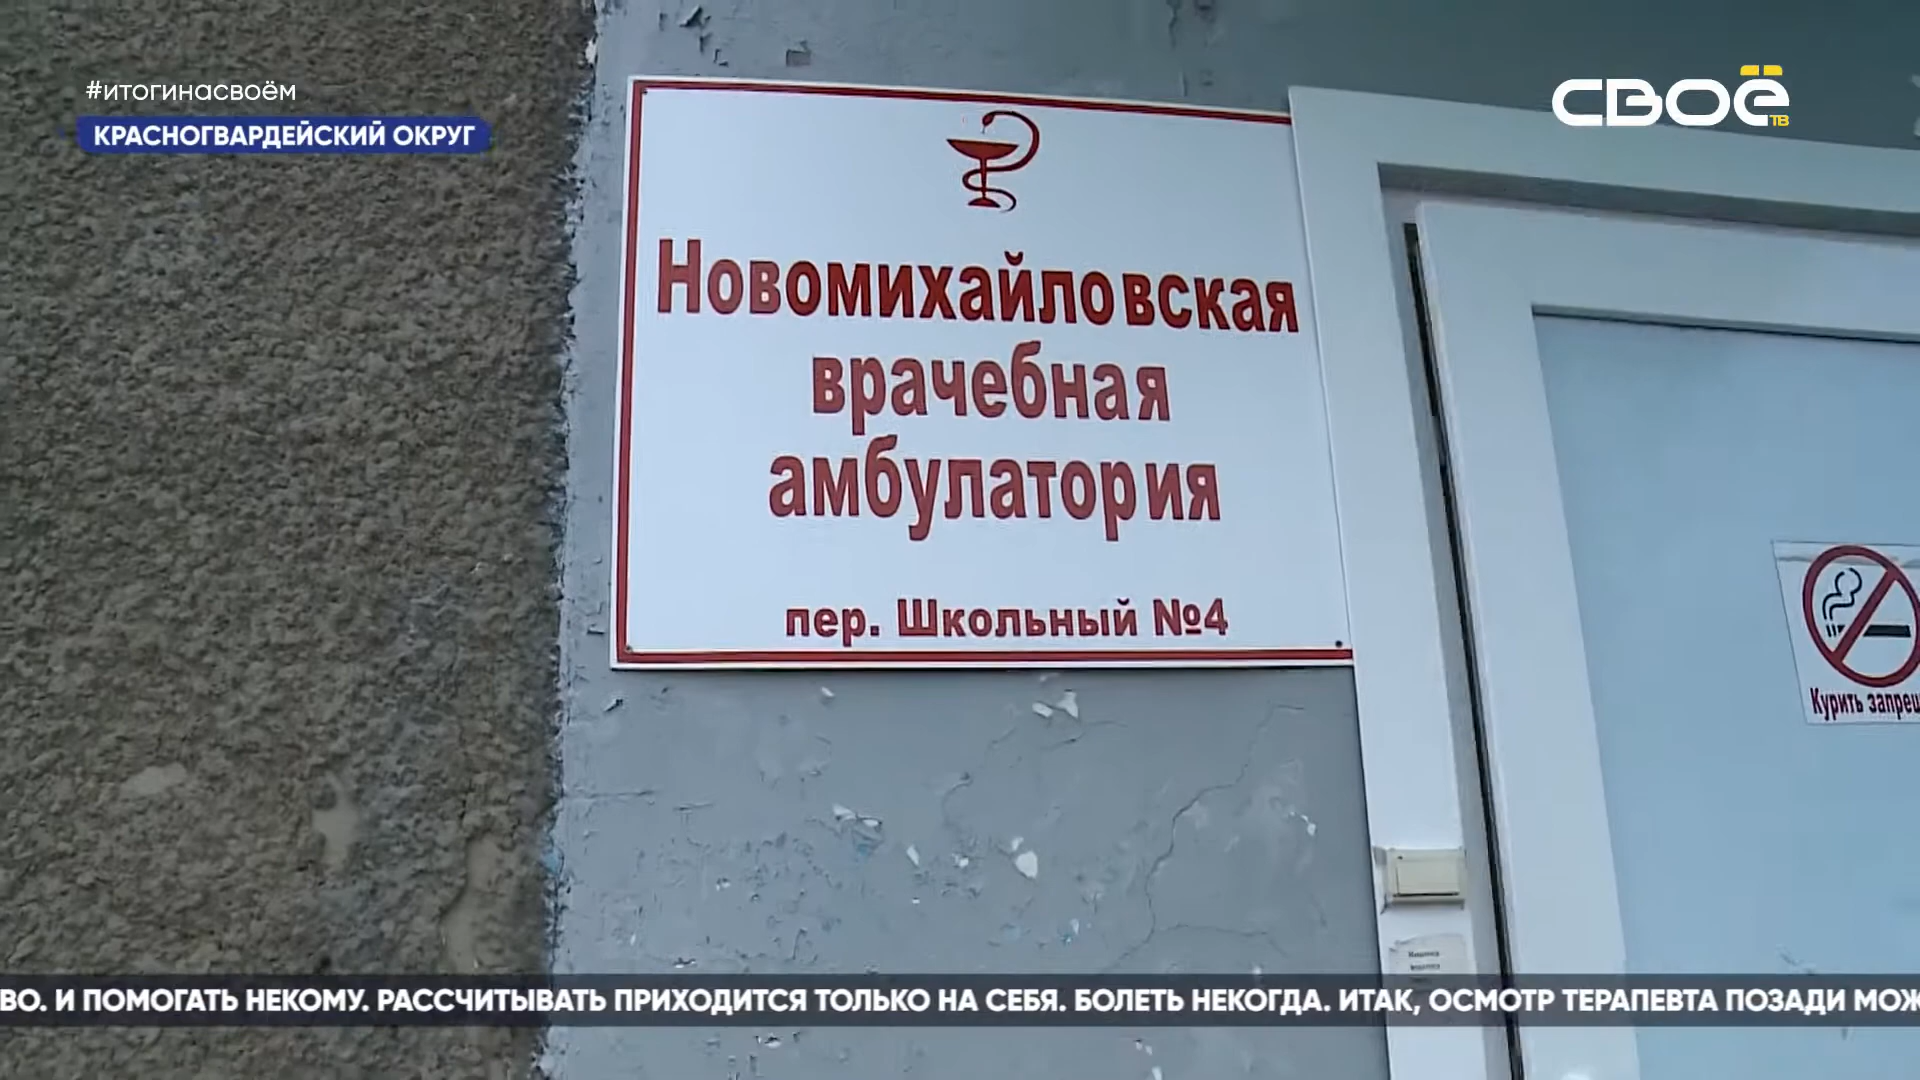 #итогинасвоём
КРАСНОГВАРДЕЙСКИЙ ОКРУГ
СВОЁ
ТВ
Новомихайловская
врачебная
амбулатория
пер. Школьный №4
Курить запрещ
ВО. И ПОМОГАТЬ НЕКОМУ. РАССЧИТЫВАТЬ ПРИХОДИТСЯ ТОЛЬКО НА СЕБЯ. БОЛЕТЬ НЕКОГДА. ИТАК, ОСМОТР ТЕРАПЕВТА ПОЗАДИ МОЖ